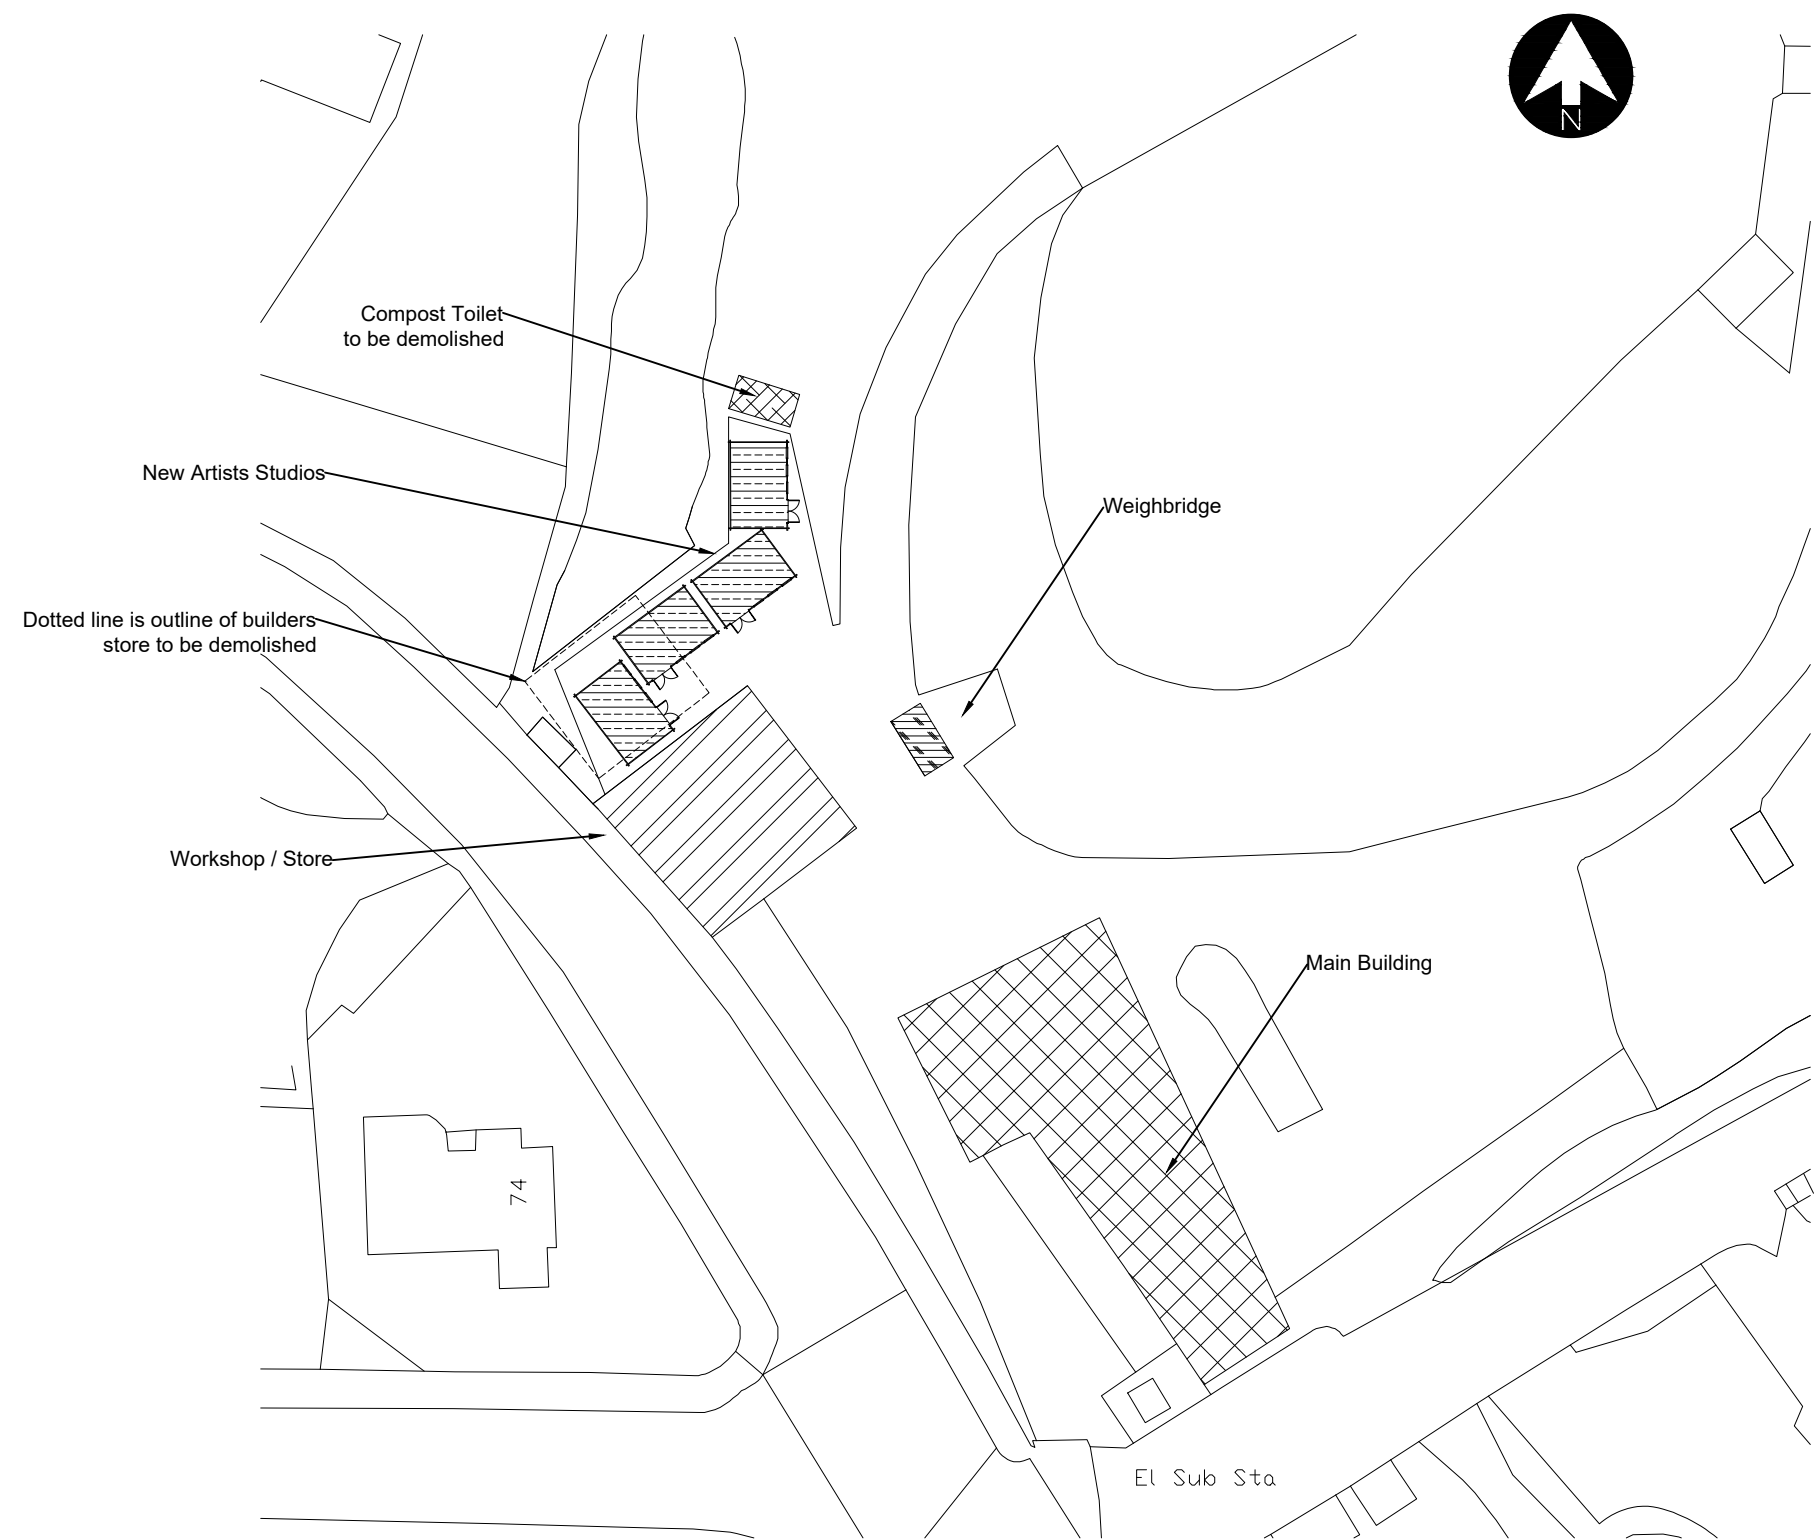 N
Compost Toilet
to be demolished
New Artists Studios
Weighbridge
Dotted line is outline of builders
store to be demolished
Workshop / Store
Main Building
74
El Sub Sta